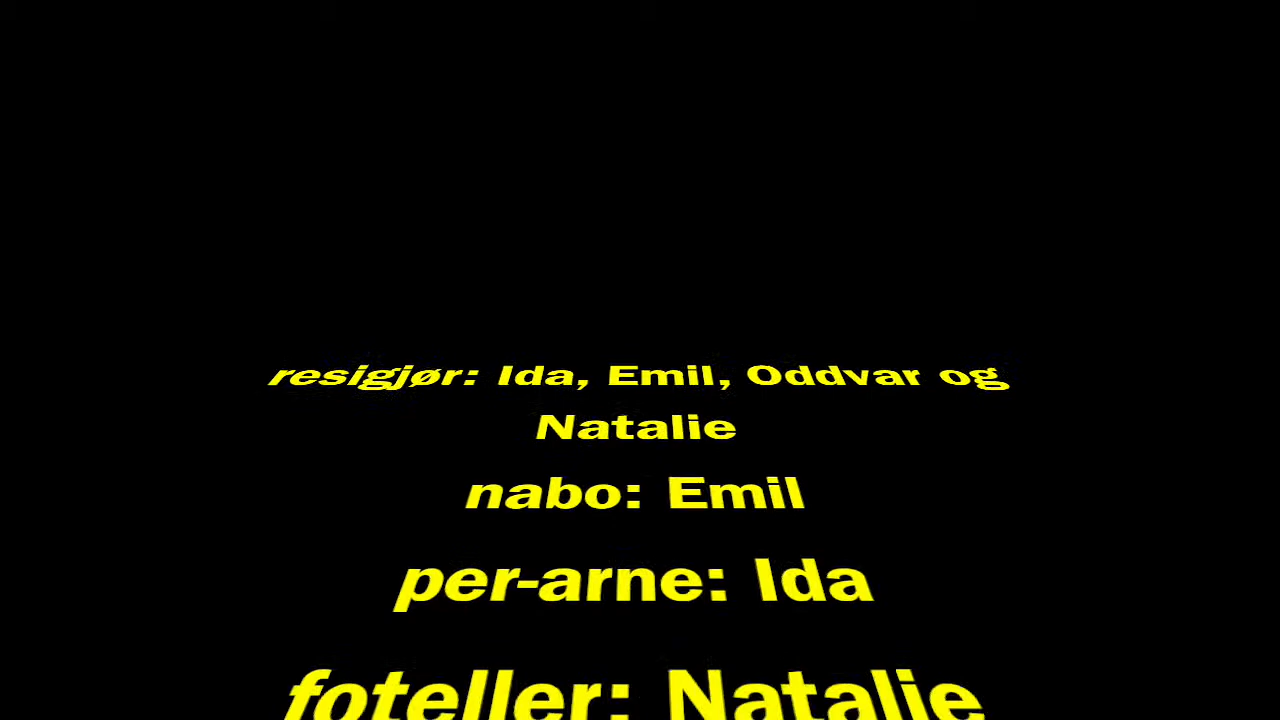 resigjør: Ida, Emil, Oddvar og
Natalie
nabo: Emil
per-arne: Ida
foteller: Natalie